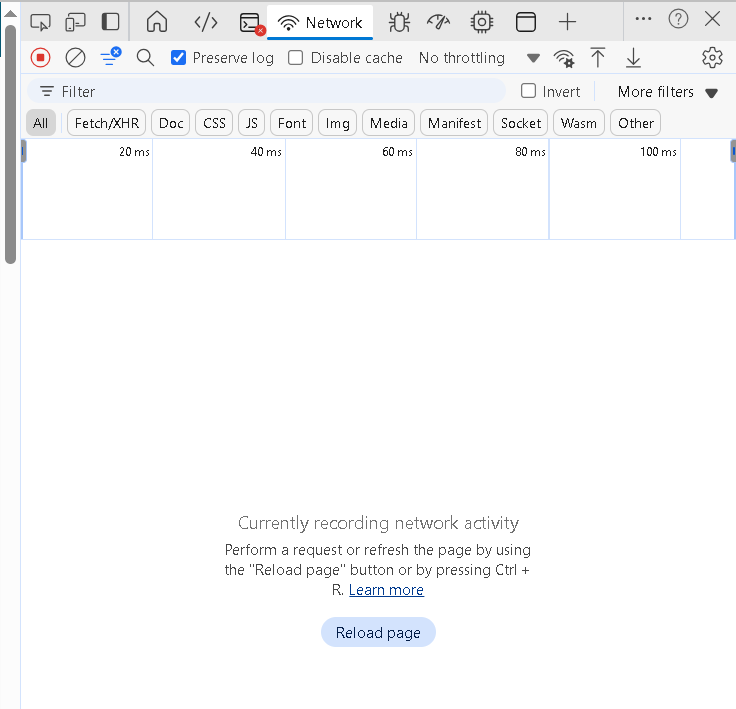 Network
Preserve log Disable cache No throttling
Filter Invert More filters
All Fetch/XHR Doc CSS JS Font Img Media Manifest Socket Wasm Other
20 ms 40 ms 60 ms 80 ms 100 ms
Currently recording network activity
Perform a request or refresh the page by using
the "Reload page" button or by pressing Ctrl +
R. Learn more
Reload page